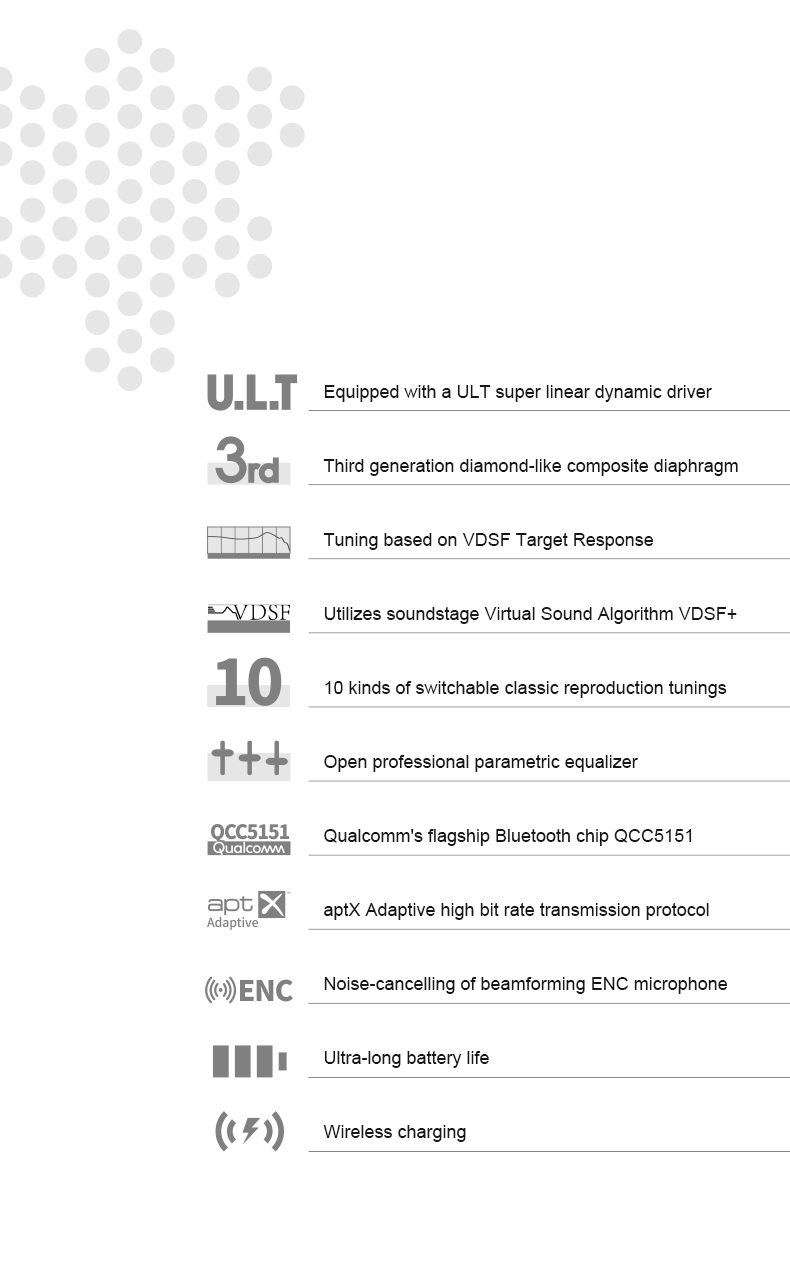 U.L.T Equipped with a ULT super linear dynamic driver
3rd Third generation diamond-like composite diaphragm
Tuning based on VDSF Target Response
VDSF Utilizes soundstage Virtual Sound Algorithm VDSF+
10 10 kinds of switchable classic reproduction tunings
Open professional parametric equalizer
QCC5151
Qualcomm Qualcomm's flagship Bluetooth chip QCC5151
aptX™
Adaptive aptX Adaptive high bit rate transmission protocol
ENC Noise-cancelling of beamforming ENC microphone
Ultra-long battery life
Wireless charging